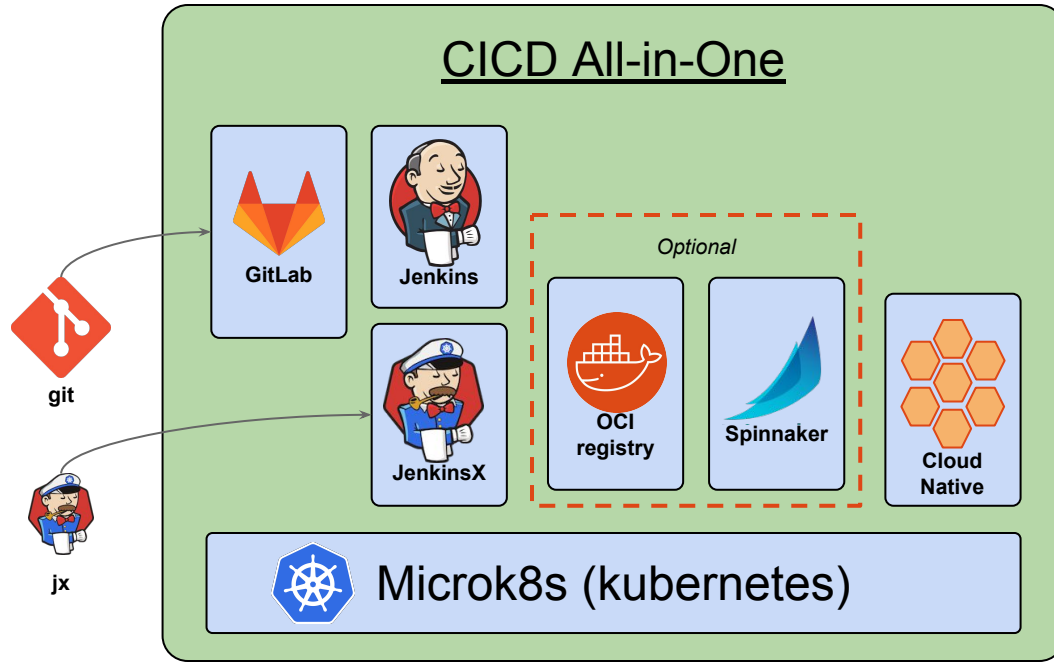 CICD All-in-One
GitLab
Jenkins
Optional
git
JenkinsX
OCI
registry
Spinnaker
Cloud
Native
jx
Microk8s (kubernetes)